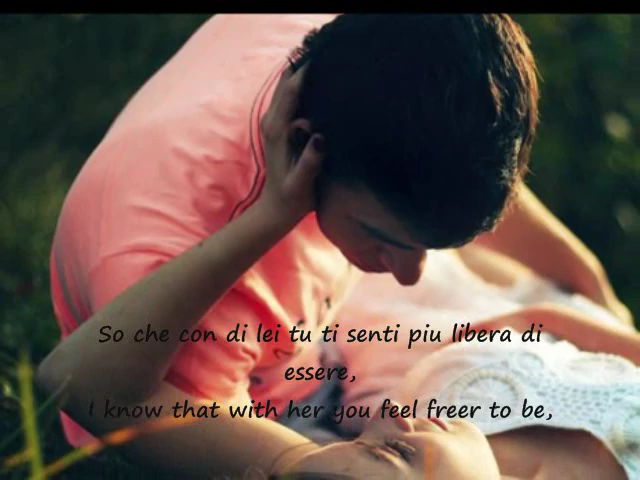 So che con di lei tu ti senti piu libera di
essere,
I know that with her you feel freer to be,